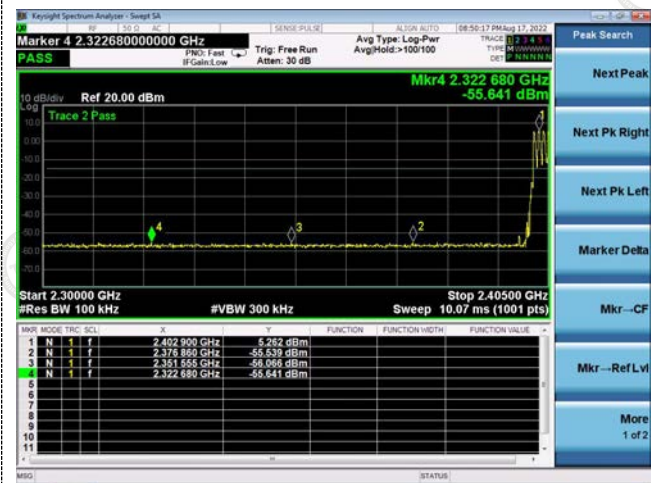 Keysight Spectrum Analyzer - Swept SA
RF 50 Ω AC SENSE:PULSE ALIGN AUTO 08:50:17 PM Aug 17, 2022
Marker 4 2.322680000000 GHz
PASS
PNO: Fast
IFGain:Low
Trig: Free Run
Atten: 30 dB
Avg Type: Log-Pwr
Avg|Hold:>100/100
TRACE 1 2 3 4 5 6
TYPE M
DET P N N N N N
Mkr4 2.322 680 GHz
-55.641 dBm
10 dB/div Ref 20.00 dBm
Log
Trace 2 Pass
10.0
0.00
-10.0
-20.0
-30.0
-40.0
-50.0
-60.0
-70.0
1
4
3
2
Start 2.30000 GHz Stop 2.40500 GHz
#Res BW 100 kHz #VBW 300 kHz Sweep 10.07 ms (1001 pts)
MKR MODE TRC SCL X Y FUNCTION FUNCTION WIDTH FUNCTION VALUE
1 N 1 f 2.402 900 GHz 5.262 dBm
2 N 1 f 2.376 860 GHz -55.539 dBm
3 N 1 f 2.351 555 GHz -56.066 dBm
4 N 1 f 2.322 680 GHz -55.641 dBm
5
6
7
8
9
10
11
MSG STATUS
Peak Search
Next Peak
Next Pk Right
Next Pk Left
Marker Delta
Mkr→CF
Mkr→Ref Lvl
More
1 of 2